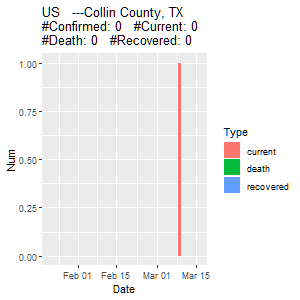 US   ---Collin County, TX
#Confirmed: 0   #Current: 0
#Death: 0   #Recovered: 0
1.00
0.75
0.50
0.25
0.00
Num
Feb 01
Feb 15
Mar 01
Mar 15
Date
Type
current
death
recovered